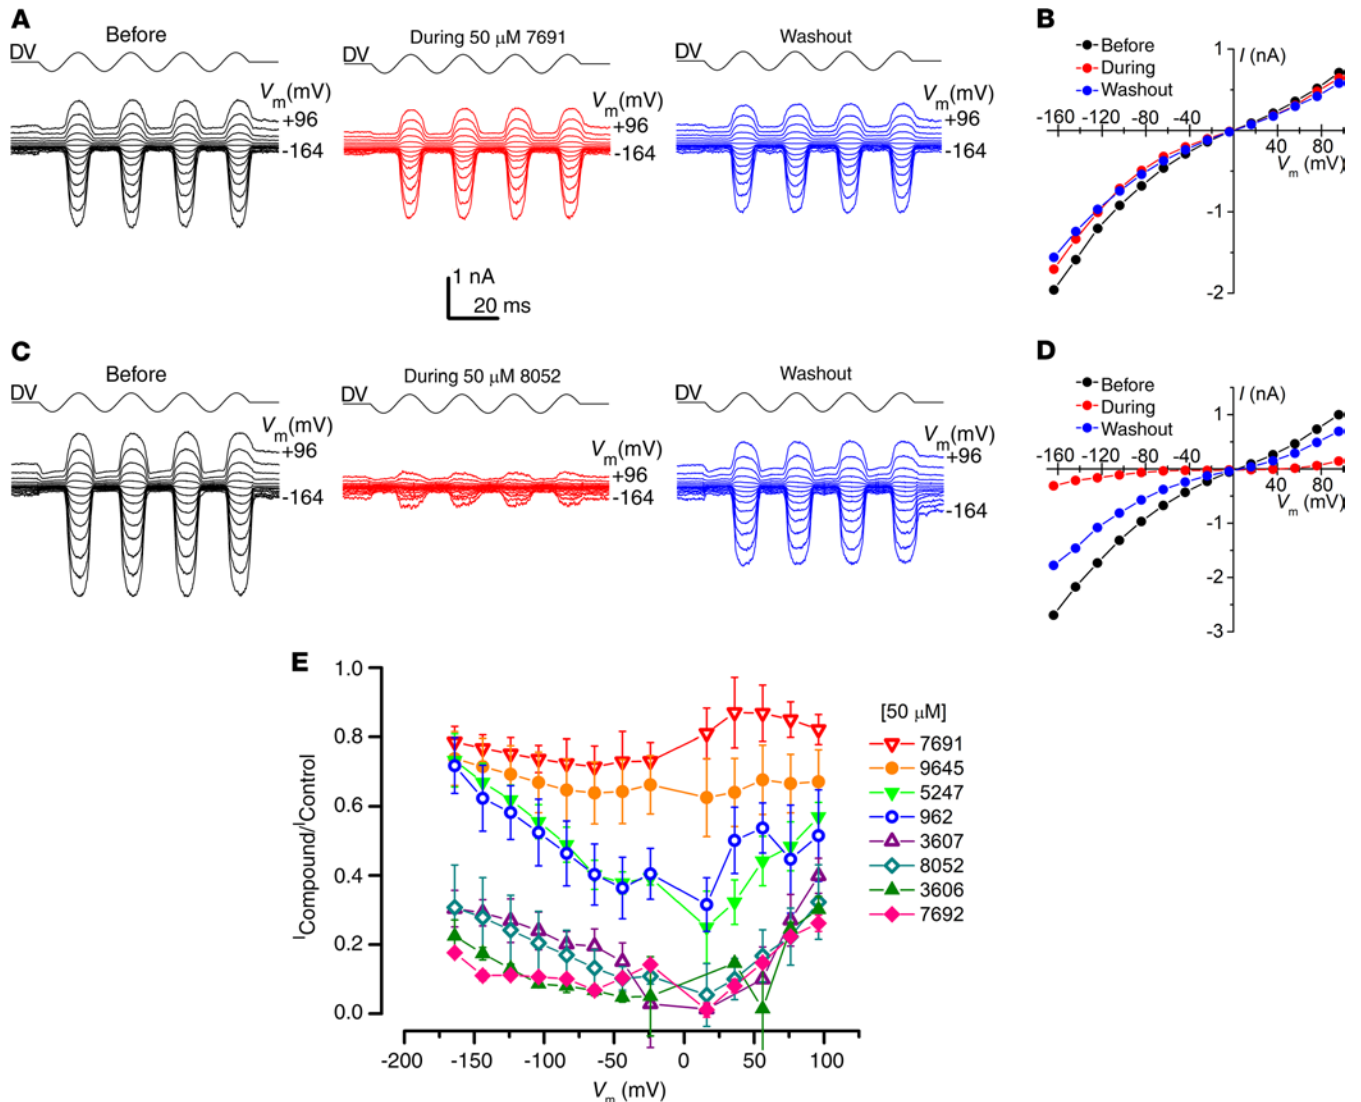 A
Before
DV
Vm(mV)
+96
-164
During 50 µM 7691
DV
Vm(mV)
+96
-164
Washout
DV
Vm(mV)
+96
-164
1 nA
20 ms
B
Before
During
Washout
I (nA)
1
-160 -120 -80 -40
40 80
Vm (mV)
-1
-2
C
Before
DV
Vm(mV)
+96
-164
During 50 µM 8052
DV
Vm(mV)
+96
-164
Washout
DV
Vm(mV)
+96
-164
D
Before
During
Washout
I (nA)
1
-160 -120 -80 -40
40 80
Vm (mV)
-1
-2
-3
E
1.0
0.8
0.6
0.4
0.2
0.0
ICompound/IControl
-200 -150 -100 -50 0 50 100
Vm (mV)
[50 µM]
7691
9645
5247
962
3607
8052
3606
7692